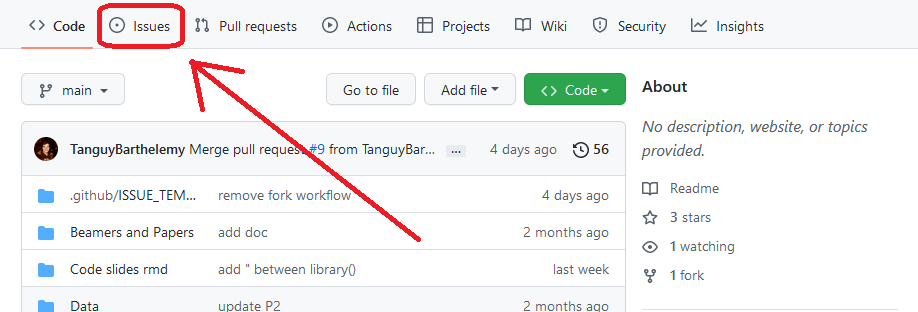 Code Issues Pull requests Actions Projects Wiki Security Insights
main Go to file Add file Code
TanguyBarthelemy Merge pull request #9 from TanguyBar... ... 4 days ago 56
.github/ISSUE_TEM... remove fork workflow 4 days ago
Beamers and Papers add doc 2 months ago
Code slides rmd add " between library() last week
Data update P2 2 months ago
About
No description, website, or topics
provided.
Readme
3 stars
1 watching
1 fork